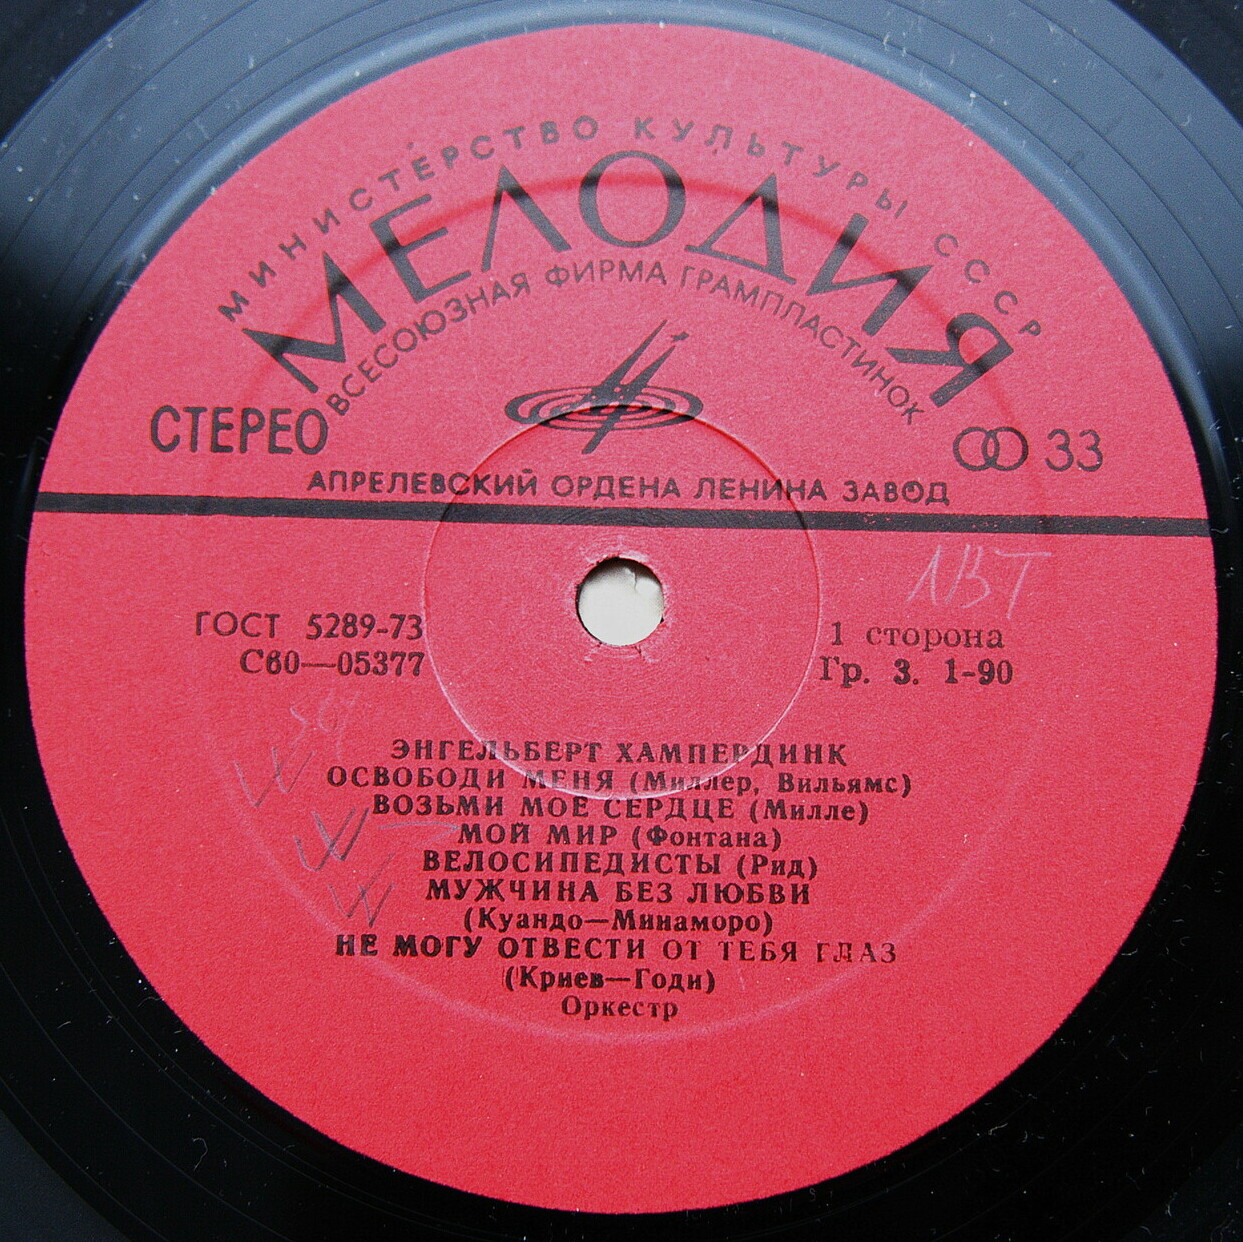 МИНИСТЕРСТВО КУЛЬТУРЫ СССР
МЕЛОДИЯ
ВСЕСОЮЗНАЯ ФИРМА ГРАМПЛАСТИНОК
СТЕРЕО
33
АПРЕЛЕВСКИЙ ОРДЕНА ЛЕНИНА ЗАВОД
ГОСТ 5289-73
С60—05377
1 сторона
Гр. 3. 1-90
ЭНГЕЛЬБЕРТ ХАМПЕРДИНК
ОСВОБОДИ МЕНЯ (Миллер, Вильямс)
ВОЗЬМИ МОЕ СЕРДЦЕ (Милле)
МОЙ МИР (Фонтана)
ВЕЛОСИПЕДИСТЫ (Рид)
МУЖЧИНА БЕЗ ЛЮБВИ
(Куандо—Минаморо)
НЕ МОГУ ОТВЕСТИ ОТ ТЕБЯ ГЛАЗ
(Криев—Годи)
Оркестр